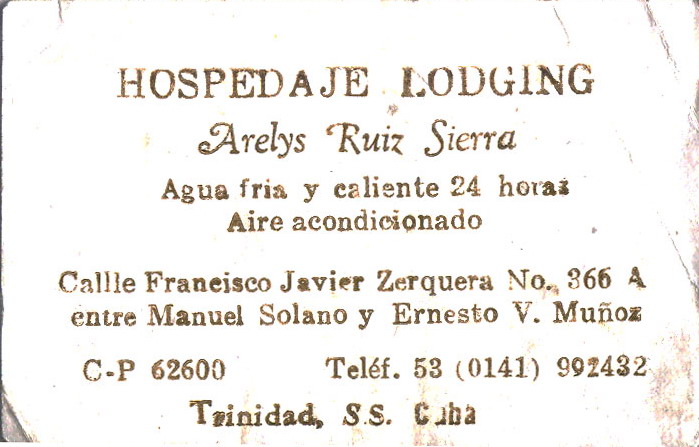 HOSPEDAJE LODGING
Arelys Ruiz Sierra
Agua fria y caliente 24 horas
Aire acondicionado
Callle Francisco Javier Zerquera No. 366 A
entre Manuel Solano y Ernesto V. Muñoz
C-P 62600 Teléf. 53 (0141) 992432
Trinidad, S.S. Cuba